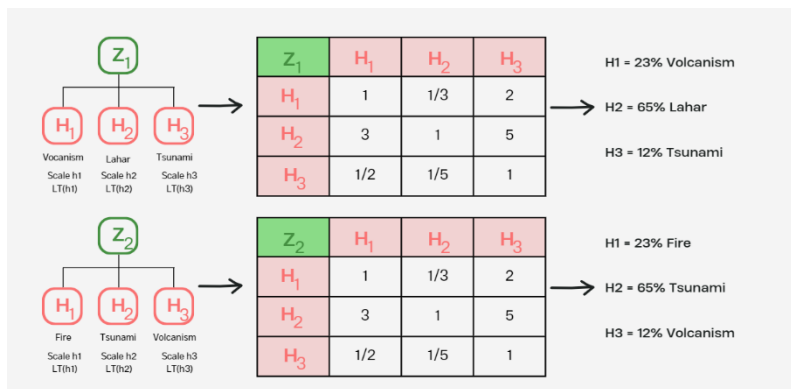 Z1
H1 H2 H3
Vocanism Lahar Tsunami
Scale h1 Scale h2 Scale h3
LT(h1) LT(h2) LT(h3)
Z1 H1 H2 H3
H1 1 1/3 2
H2 3 1 5
H3 1/2 1/5 1
H1 = 23% Volcanism
H2 = 65% Lahar
H3 = 12% Tsunami
Z2
H1 H2 H3
Fire Tsunami Volcanism
Scale h1 Scale h2 Scale h3
LT(h1) LT(h2) LT(h3)
Z2 H1 H2 H3
H1 1 1/3 2
H2 3 1 5
H3 1/2 1/5 1
H1 = 23% Fire
H2 = 65% Tsunami
H3 = 12% Volcanism